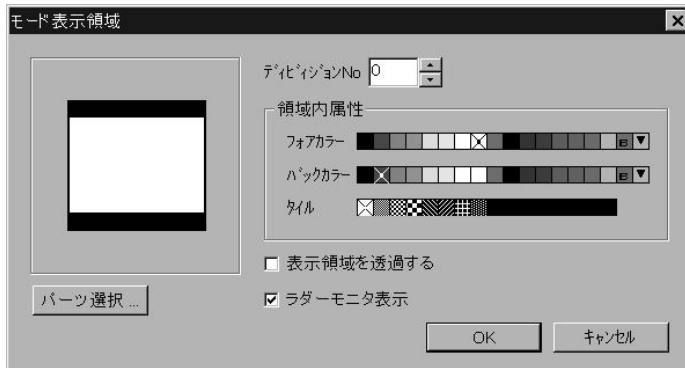 モード表示領域
ディビィジョンNo 0
領域内属性
フォアカラー
バックカラー
タイル
表示領域を透過する
ラダーモニタ表示
パーツ選択 ...
OK キャンセル